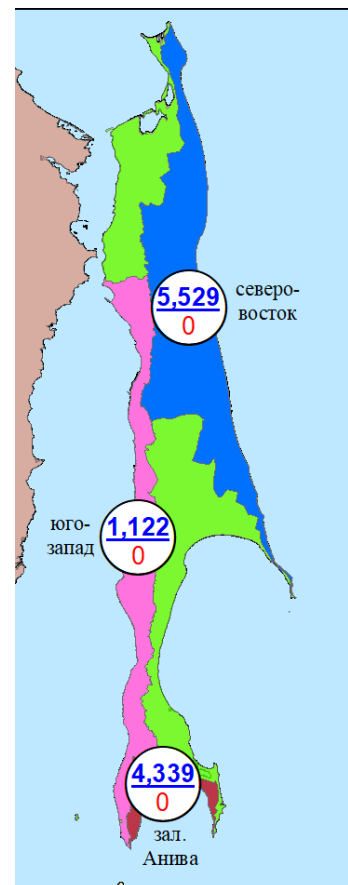 5,529
0
северо-
восток
юго-
запад
1,122
0
4,339
0
зал.
Анива